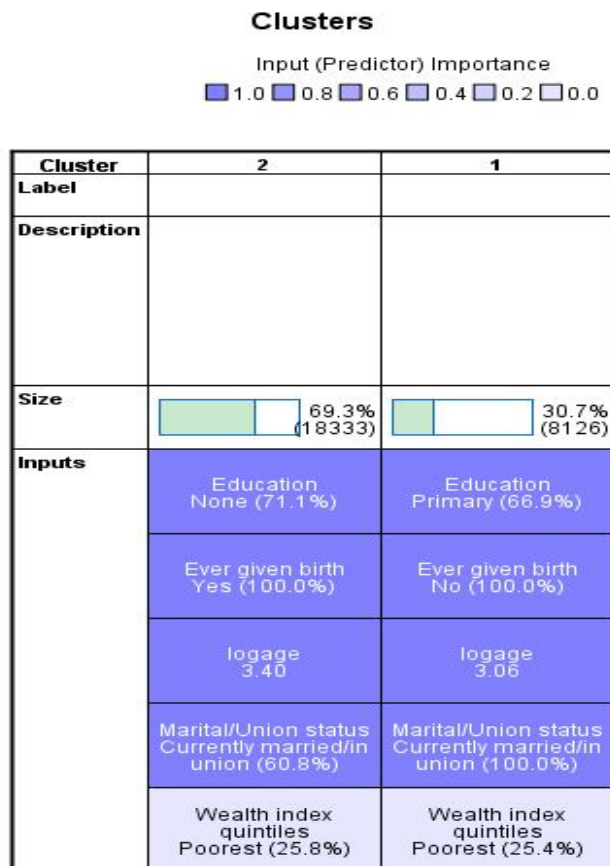 Clusters
Input (Predictor) Importance
1.0 0.8 0.6 0.4 0.2 0.0
Cluster 2 1
Label
Description
Size 69.3% (18333) 30.7% (8126)
Inputs
Education Education
None (71.1%) Primary (66.9%)
Ever given birth Ever given birth
Yes (100.0%) No (100.0%)
logage logage
3.40 3.06
Marital/Union status Marital/Union status
Currently married/in Currently married/in
union (60.8%) union (100.0%)
Wealth index Wealth index
quintiles quintiles
Poorest (25.8%) Poorest (25.4%)